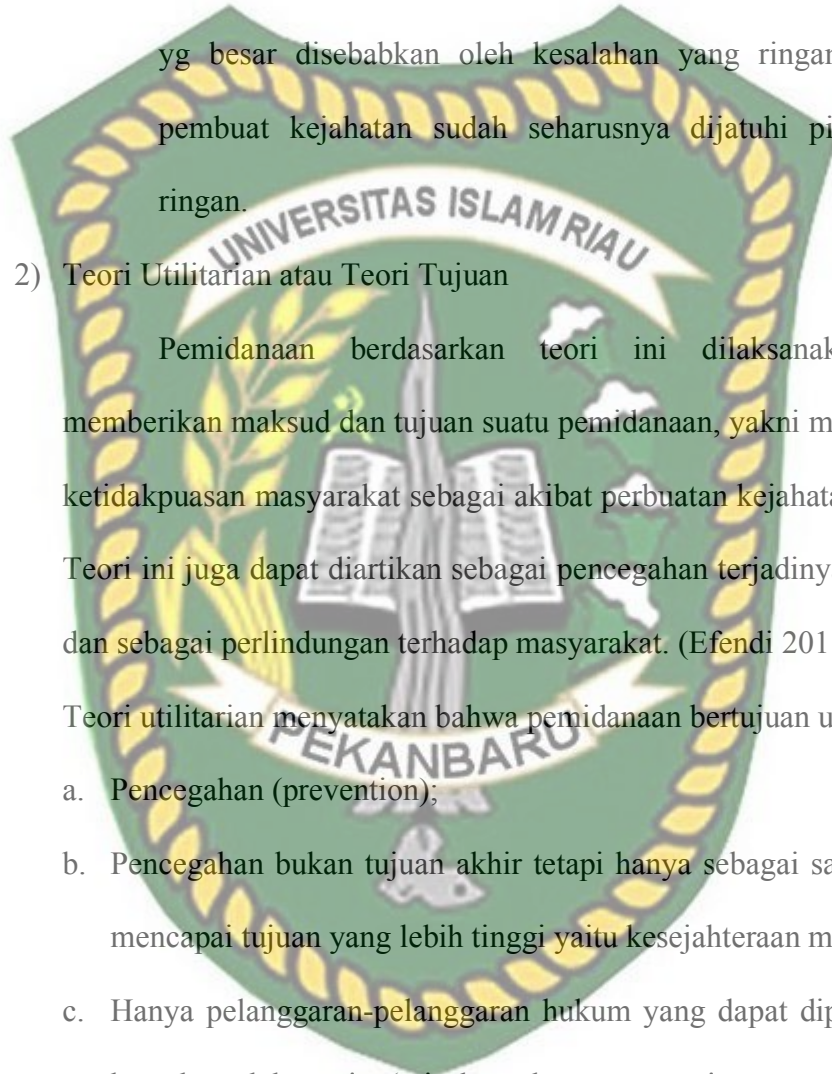 yg besar disebabkan oleh kesalahan yang ringan
pembuat kejahatan sudah seharusnya dijatuhi
ringan.
UNIVERSITAS ISLAM RIAU
2) Teori Utilitarian atau Teori Tujuan
Pemidanaan berdasarkan teori ini
memberikan maksud dan tujuan suatu pemidanaan, yakni
ketidakpuasan masyarakat sebagai akibat perbuatan
Teori ini juga dapat diartikan sebagai pencegahan
dan sebagai perlindungan terhadap masyarakat. (Efendi
Teori utilitarian menyatakan bahwa pemidanaan bertujuan
PEKANBARU
a. Pencegahan (prevention);
b. Pencegahan bukan tujuan akhir tetapi hanya sebagai
mencapai tujuan yang lebih tinggi yaitu kesejahteraan
c. Hanya pelanggaran-pelanggaran hukum yang dapat